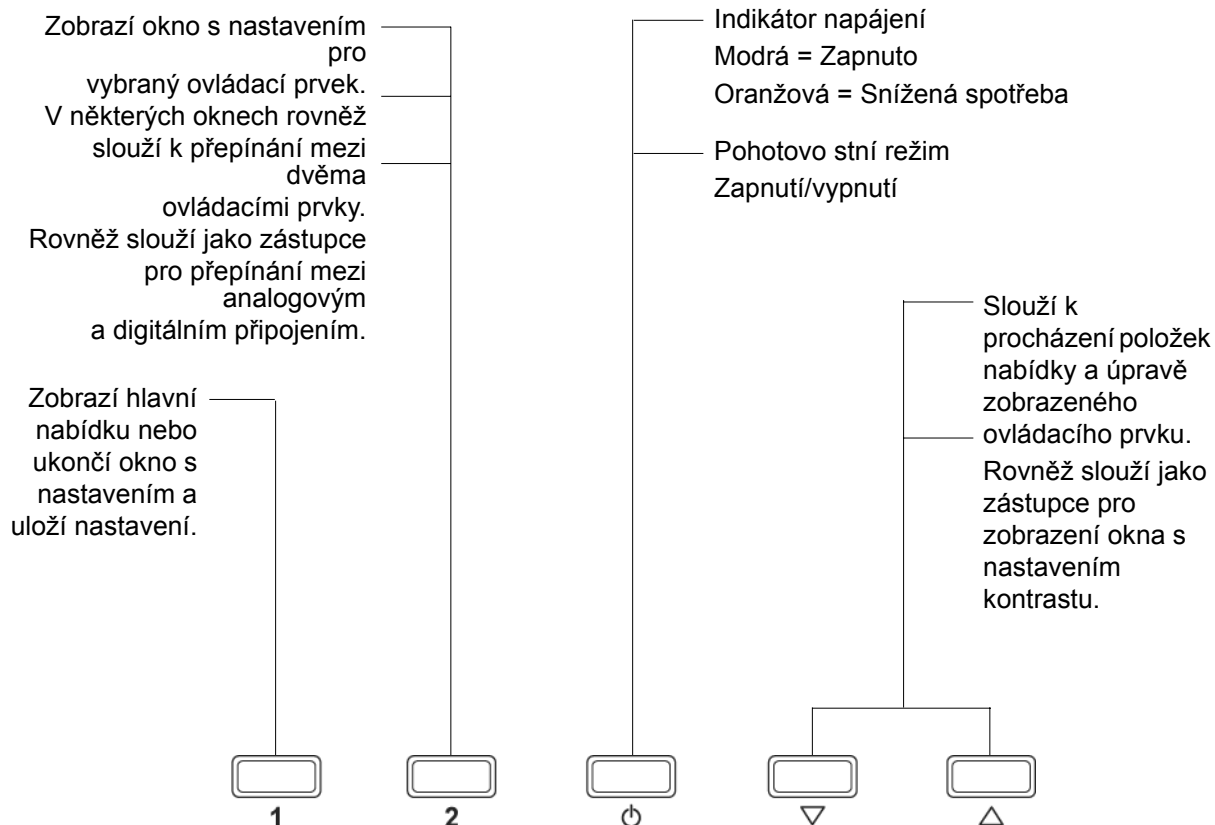 Zobrazí okno s nastavením
pro
vybraný ovládací prvek.
V některých oknech rovněž
slouží k přepínání mezi
dvěma
ovládacími prvky.
Rovněž slouží jako zástupce
pro přepínání mezi
analogovým
a digitálním připojením.
Zobrazí hlavní
nabídku nebo
ukončí okno s
nastavením a
uloží nastavení.
Indikátor napájení
Modrá = Zapnuto
Oranžová = Snížená spotřeba
Pohotovo stní režim
Zapnutí/vypnutí
Slouží k
procházení položek
nabídky a úpravě
zobrazeného
ovládacího prvku.
Rovněž slouží jako
zástupce pro
zobrazení okna s
nastavením
kontrastu.
1
2